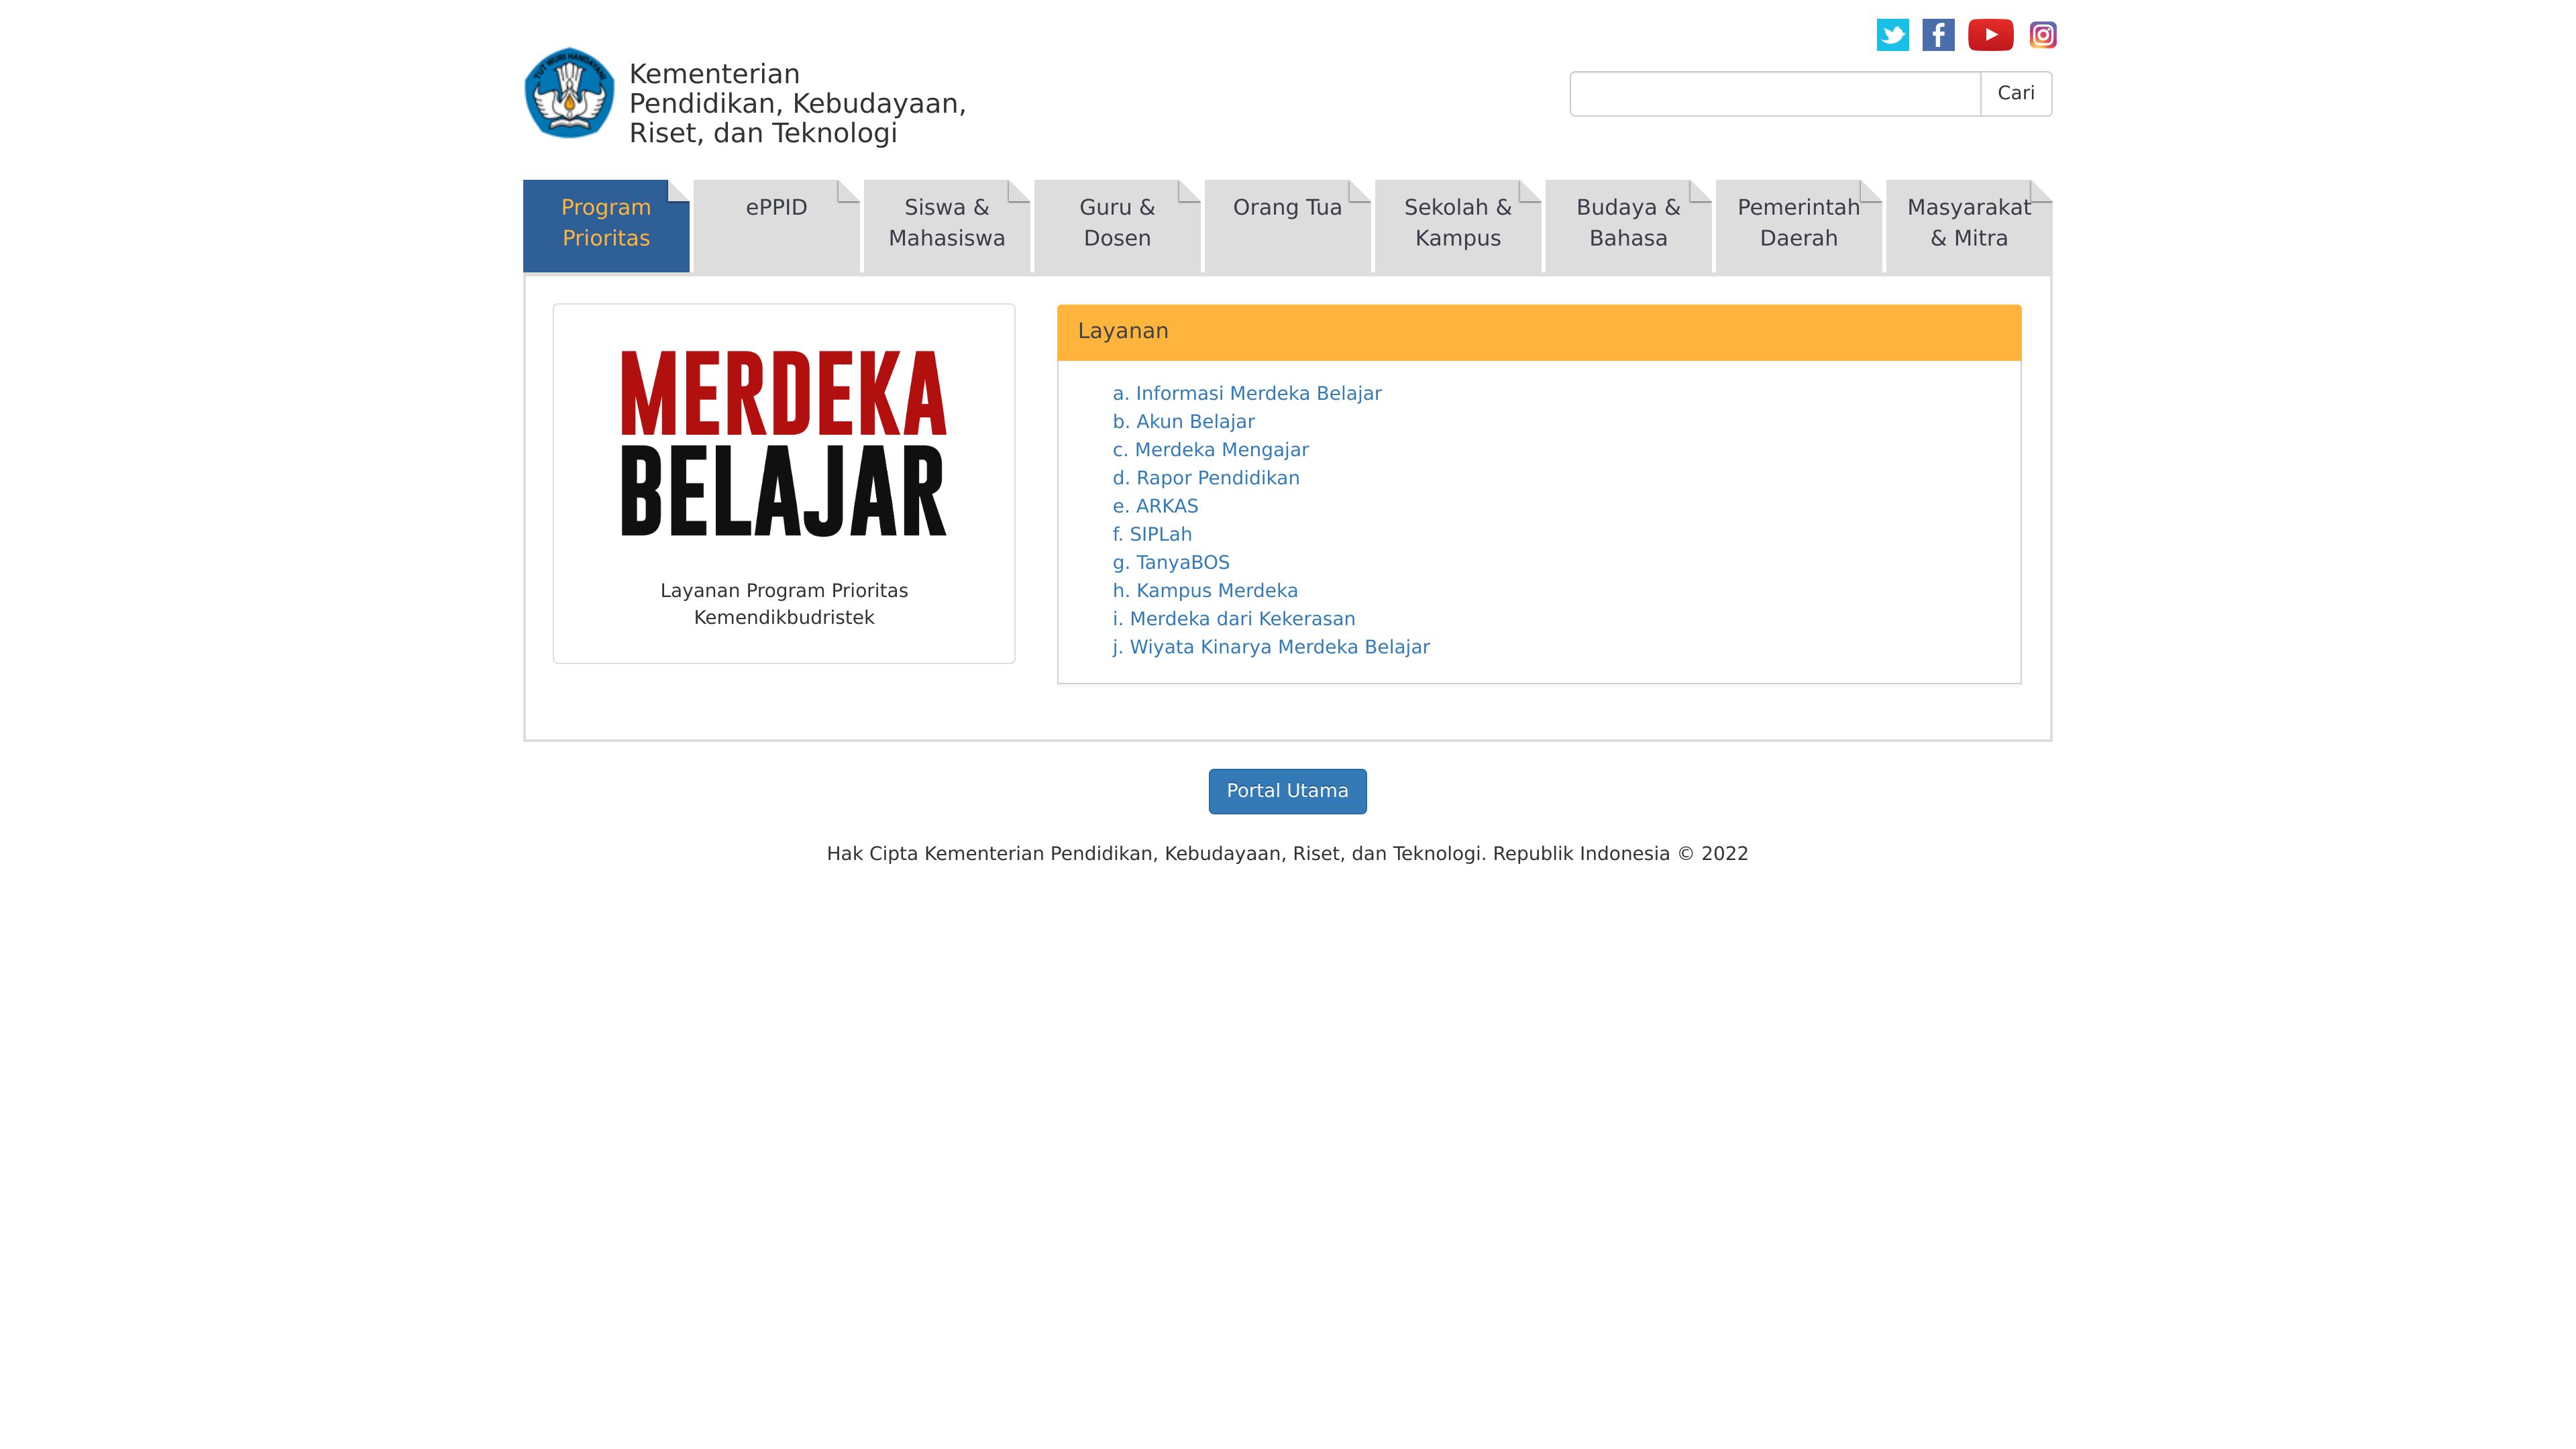 TUT WURI HANDAYANI
Kementerian
Pendidikan, Kebudayaan,
Riset, dan Teknologi
Cari
Program
Prioritas
ePPID
Siswa &
Mahasiswa
Guru &
Dosen
Orang Tua
Sekolah &
Kampus
Budaya &
Bahasa
Pemerintah
Daerah
Masyarakat
& Mitra
MERDEKA
BELAJAR
Layanan Program Prioritas
Kemendikbudristek
Layanan
a. Informasi Merdeka Belajar
b. Akun Belajar
c. Merdeka Mengajar
d. Rapor Pendidikan
e. ARKAS
f. SIPLah
g. TanyaBOS
h. Kampus Merdeka
i. Merdeka dari Kekerasan
j. Wiyata Kinarya Merdeka Belajar
Portal Utama
Hak Cipta Kementerian Pendidikan, Kebudayaan, Riset, dan Teknologi. Republik Indonesia © 2022